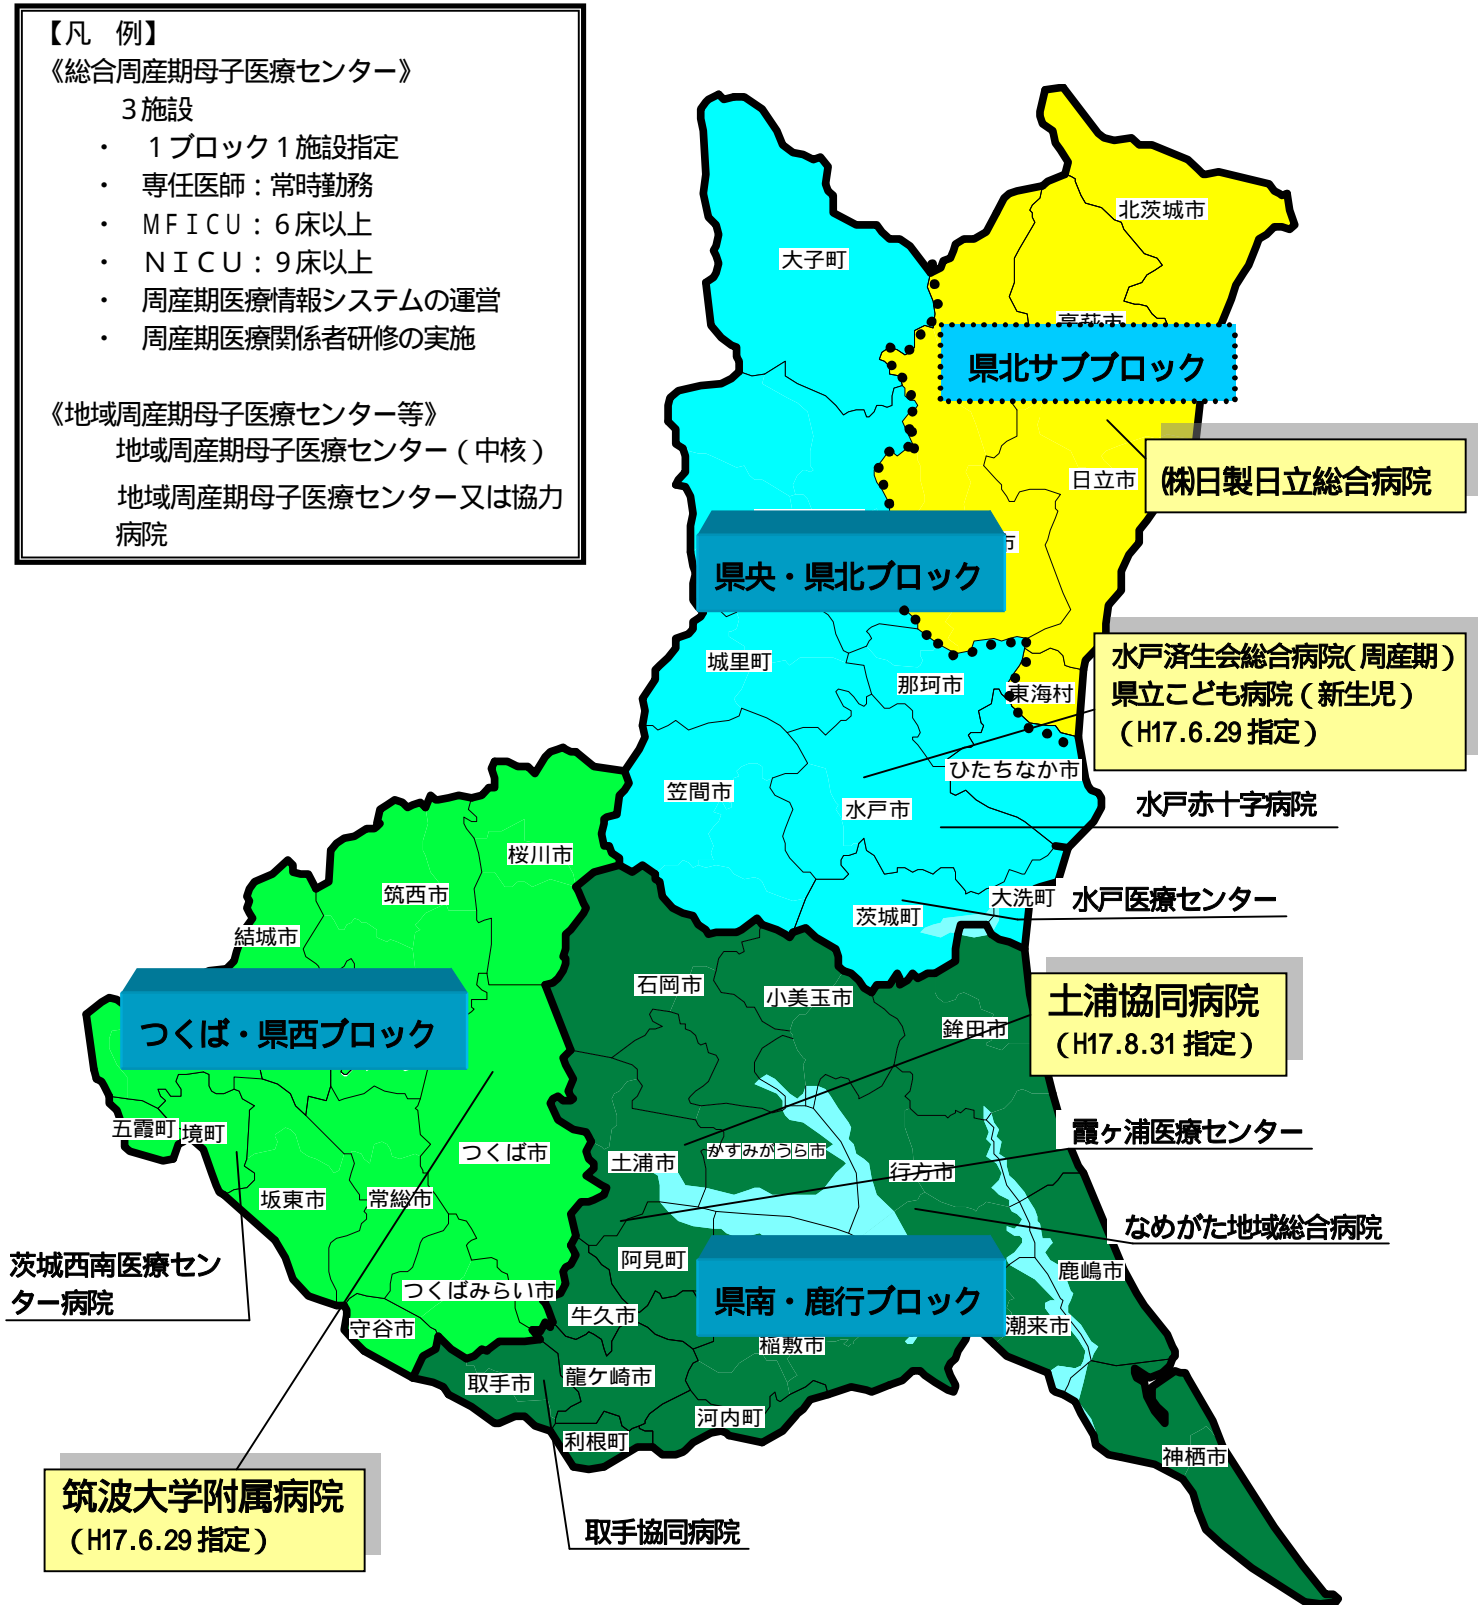 【凡 例】
《総合周産期母子医療センター》
3施設
・ 1ブロック1施設指定
・ 専任医師:常時勤務
・ MFICU:6床以上
・ NICU:9床以上
・ 周産期医療情報システムの運営
・ 周産期医療関係者研修の実施
《地域周産期母子医療センター等》
地域周産期母子医療センター(中核)
地域周産期母子医療センター又は協力
病院
北茨城市
大子町
高萩市
県北サブブロック
日立市
㈱日製日立総合病院
市
県央・県北ブロック
城里町
那珂市
東海村
水戸済生会総合病院(周産期)
県立こども病院(新生児)
(H17.6.29指定)
ひたちなか市
笠間市
水戸市
水戸赤十字病院
桜川市
筑西市
結城市
大洗町
茨城町
水戸医療センター
石岡市
小美玉市
鉾田市
土浦協同病院
(H17.8.31指定)
つくば・県西ブロック
五霞町
境町
つくば市
土浦市
かすみがうら市
行方市
霞ヶ浦医療センター
坂東市
常総市
なめがた地域総合病院
茨城西南医療セン
ター病院
阿見町
鹿嶋市
つくばみらい市
県南・鹿行ブロック
牛久市
守谷市
潮来市
稲敷市
取手市
龍ケ崎市
河内町
利根町
神栖市
筑波大学附属病院
(H17.6.29指定)
取手協同病院